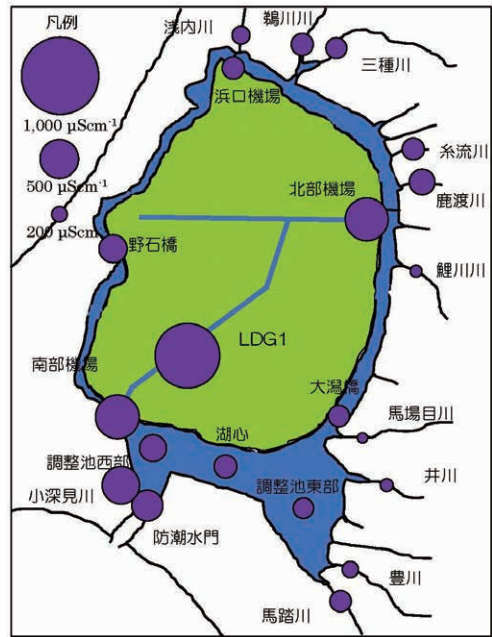 凡例
1,000 μScm⁻¹
500 μScm⁻¹
200 μScm
浅内川
鵜川川
三種川
浜口機場
糸流川
北部機場
鹿渡川
野石橋
鯉川川
LDG1
南部機場
大潟橋
馬場目川
湖心
調整池西部
小深見川
調整池東部
井川
防潮水門
豊川
馬踏川